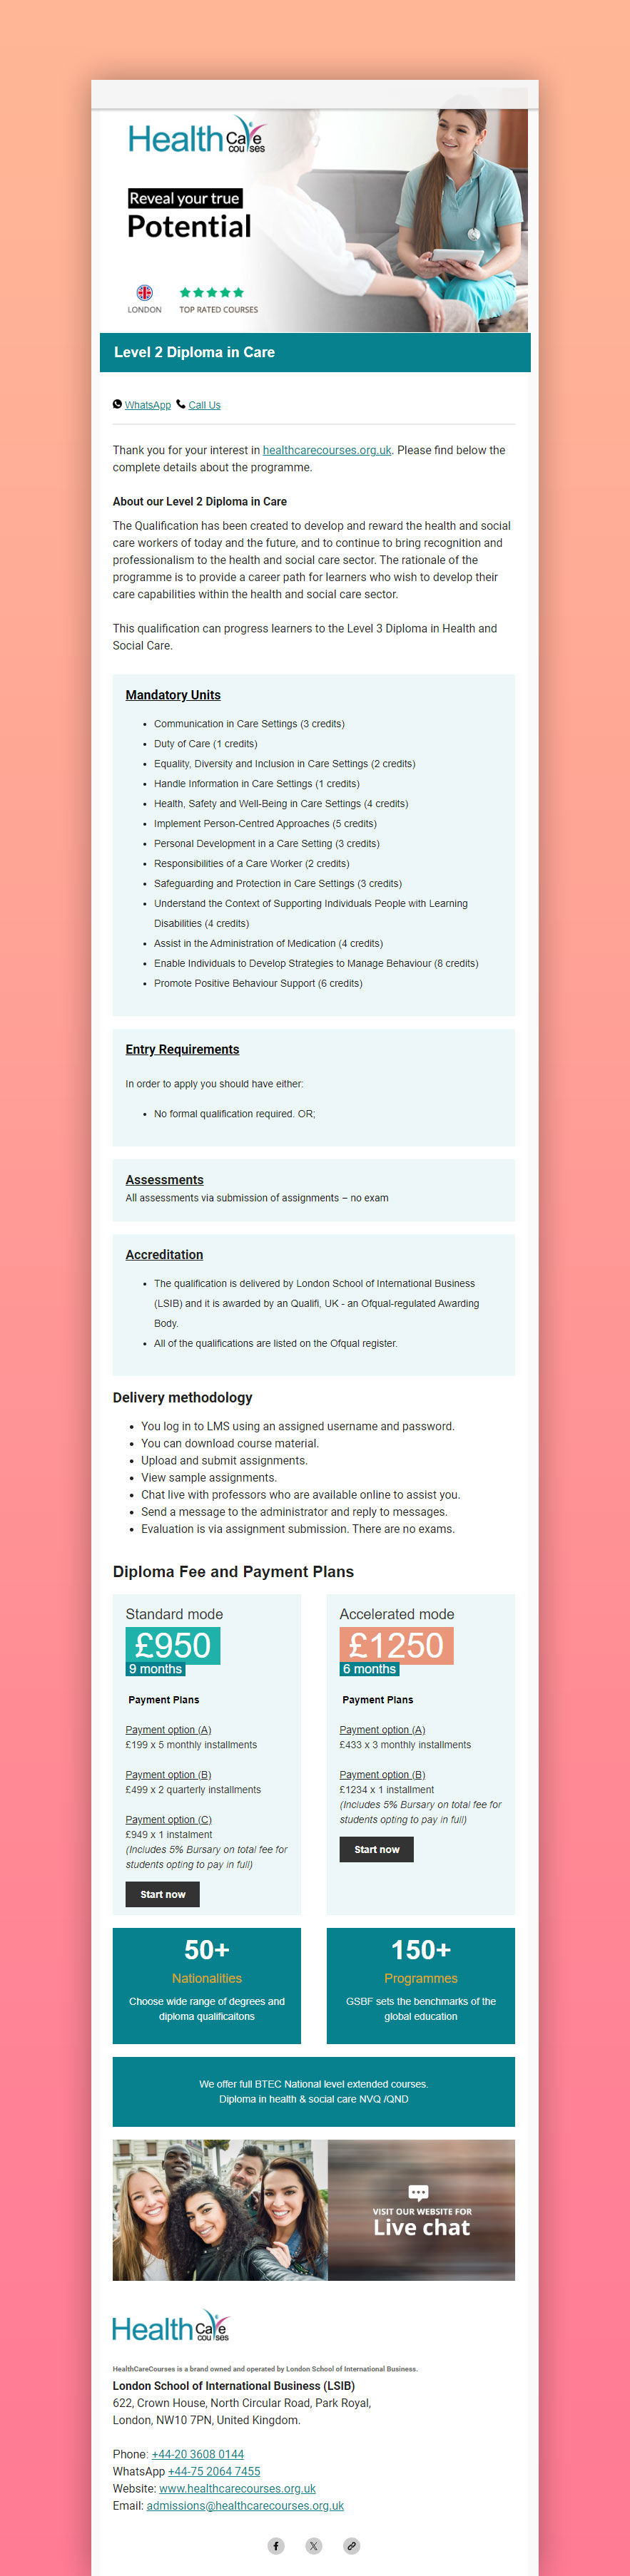 Health Care
courses
Reveal your true
Potential
LONDON
TOP RATED COURSES
Level 2 Diploma in Care
WhatsApp Call Us
Thank you for your interest in healthcarecourses.org.uk. Please find below the
complete details about the programme.
About our Level 2 Diploma in Care
The Qualification has been created to develop and reward the health and social
care workers of today and the future, and to continue to bring recognition and
professionalism to the health and social care sector. The rationale of the
programme is to provide a career path for learners who wish to develop their
care capabilities within the health and social care sector.
This qualification can progress learners to the Level 3 Diploma in Health and
Social Care.
Mandatory Units
• Communication in Care Settings (3 credits)
• Duty of Care (1 credits)
• Equality, Diversity and Inclusion in Care Settings (2 credits)
• Handle Information in Care Settings (1 credits)
• Health, Safety and Well-Being in Care Settings (4 credits)
• Implement Person-Centred Approaches (5 credits)
• Personal Development in a Care Setting (3 credits)
• Responsibilities of a Care Worker (2 credits)
• Safeguarding and Protection in Care Settings (3 credits)
• Understand the Context of Supporting Individuals People with Learning
Disabilities (4 credits)
• Assist in the Administration of Medication (4 credits)
• Enable Individuals to Develop Strategies to Manage Behaviour (8 credits)
• Promote Positive Behaviour Support (6 credits)
Entry Requirements
In order to apply you should have either:
• No formal qualification required. OR;
Assessments
All assessments via submission of assignments – no exam
Accreditation
• The qualification is delivered by London School of International Business
(LSIB) and it is awarded by an Qualifi, UK - an Ofqual-regulated Awarding
Body.
• All of the qualifications are listed on the Ofqual register.
Delivery methodology
• You log in to LMS using an assigned username and password.
• You can download course material.
• Upload and submit assignments.
• View sample assignments.
• Chat live with professors who are available online to assist you.
• Send a message to the administrator and reply to messages.
• Evaluation is via assignment submission. There are no exams.
Diploma Fee and Payment Plans
Standard mode
£950
9 months
Payment Plans
Payment option (A)
£199 x 5 monthly installments
Payment option (B)
£499 x 2 quarterly installments
Payment option (C)
£949 x 1 instalment
(Includes 5% Bursary on total fee for
students opting to pay in full)
Start now
Accelerated mode
£1250
6 months
Payment Plans
Payment option (A)
£433 x 3 monthly installments
Payment option (B)
£1234 x 1 installment
(Includes 5% Bursary on total fee for
students opting to pay in full)
Start now
50+
Nationalities
Choose wide range of degrees and
diploma qualificaitons
150+
Programmes
GSBF sets the benchmarks of the
global education
We offer full BTEC National level extended courses.
Diploma in health & social care NVQ /QND
VISIT OUR WEBSITE FOR
Live chat
Health Care
courses
HealthCareCourses is a brand owned and operated by London School of International Business.
London School of International Business (LSIB)
622, Crown House, North Circular Road, Park Royal,
London, NW10 7PN, United Kingdom.
Phone: +44-20 3608 0144
WhatsApp +44-75 2064 7455
Website: www.healthcarecourses.org.uk
Email: admissions@healthcarecourses.org.uk